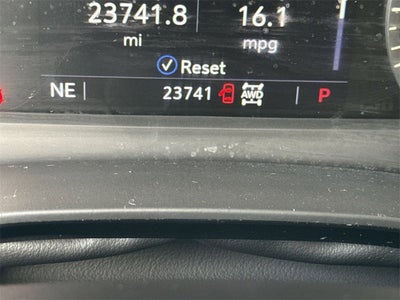 23741.8 16.1
mi mpg
Reset
NE 23741 AWD P